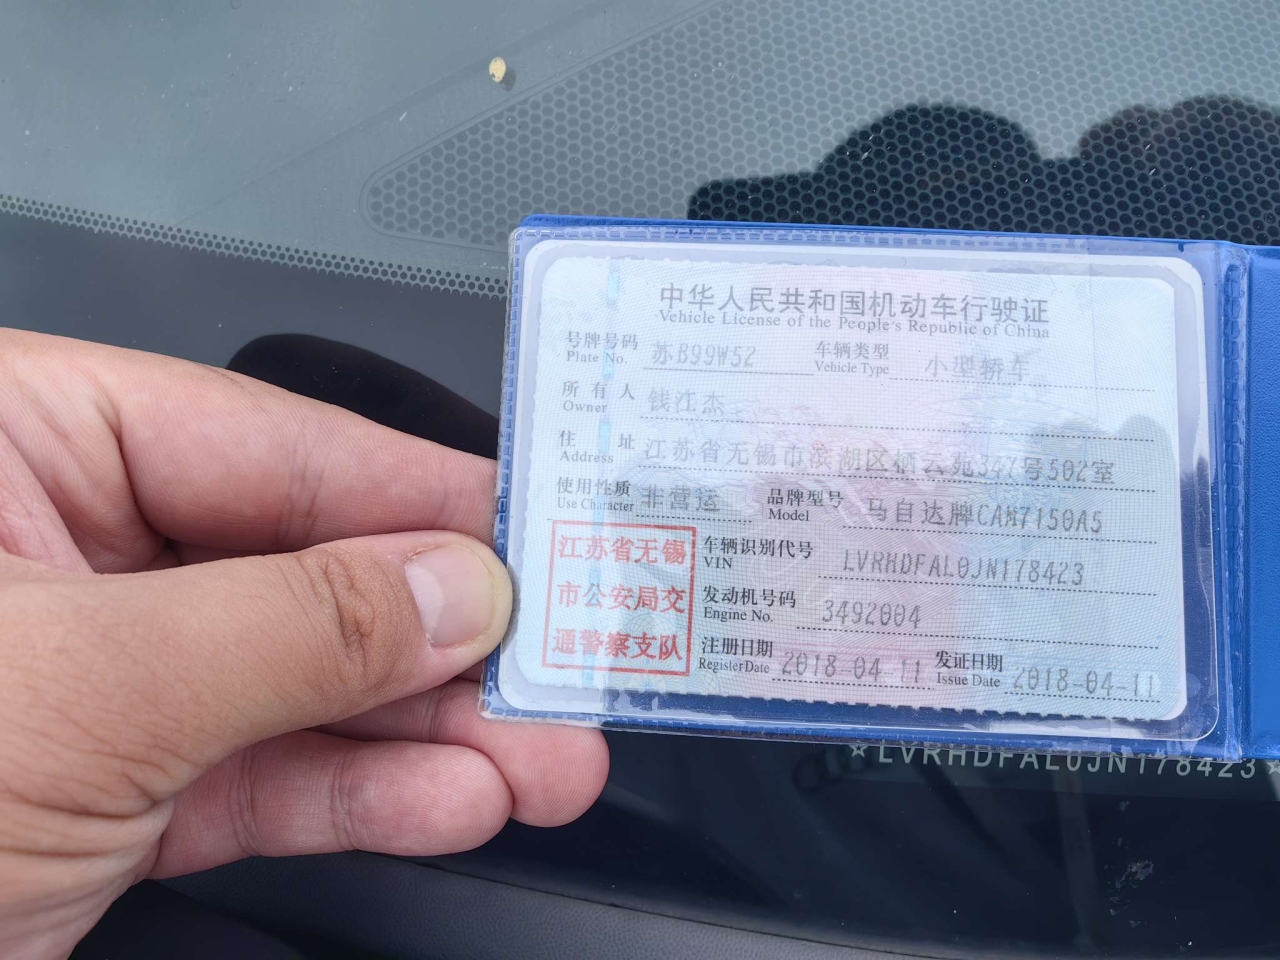 中华人民共和国机动车行驶证
Vehicle License of the People's Republic of China
号牌号码 苏B99W52 车辆类型 小型轿车
Plate No. Vehicle Type
所有人 钱江杰
Owner
住址 江苏省无锡市滨湖区栖云苑347号502室
Address
使用性质 非营运 品牌型号 马自达牌CAM7150A5
Use Character Model
江苏省无锡
市公安局交
通警察支队
车辆识别代号 LVRHDFAL0JN178423
VIN
发动机号码 3492004
Engine No.
注册日期 2018-04-11 发证日期 2018-04-11
Register Date Issue Date
★LVRHDFAL0JN178423★